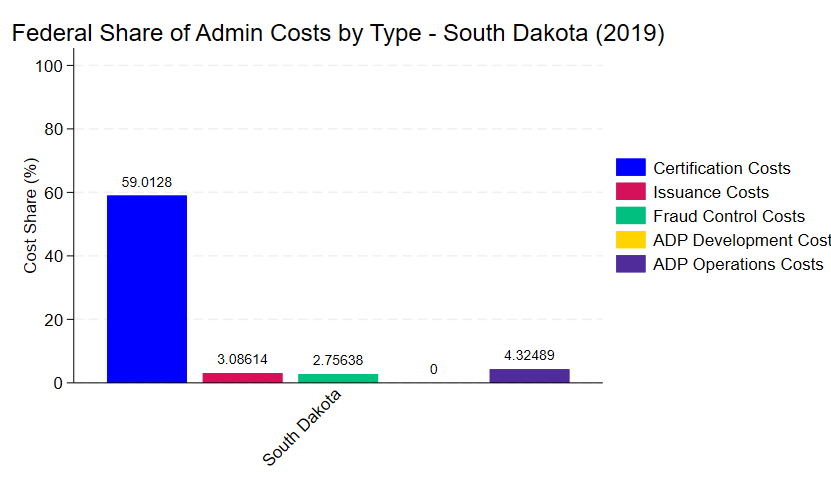 Federal Share of Admin Costs by Type - South Dakota (2019)
100
80
60
40
20
0
Cost Share (%)
59.0128
3.08614
2.75638
0
4.32489
South Dakota
Certification Costs
Issuance Costs
Fraud Control Costs
ADP Development Cost
ADP Operations Costs